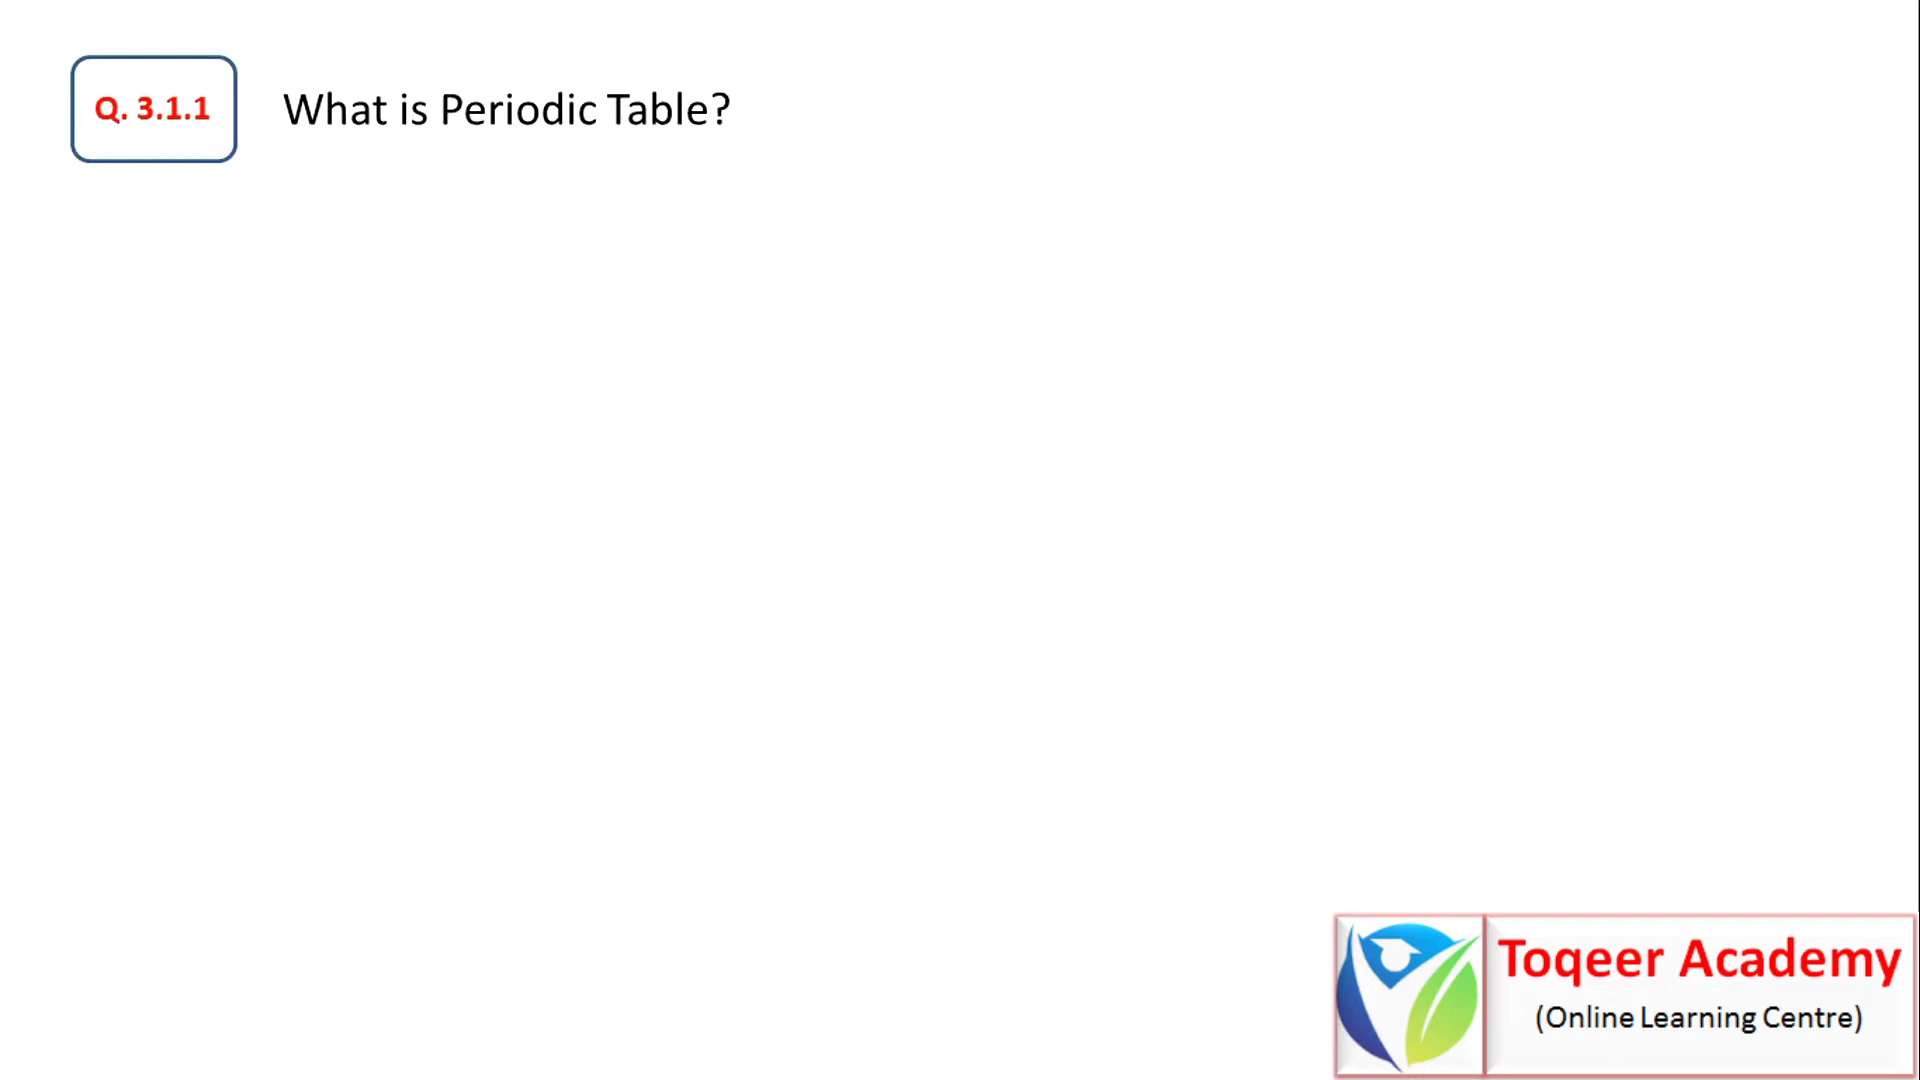 Q. 3.1.1
What is Periodic Table?
Toqeer Academy
(Online Learning Centre)